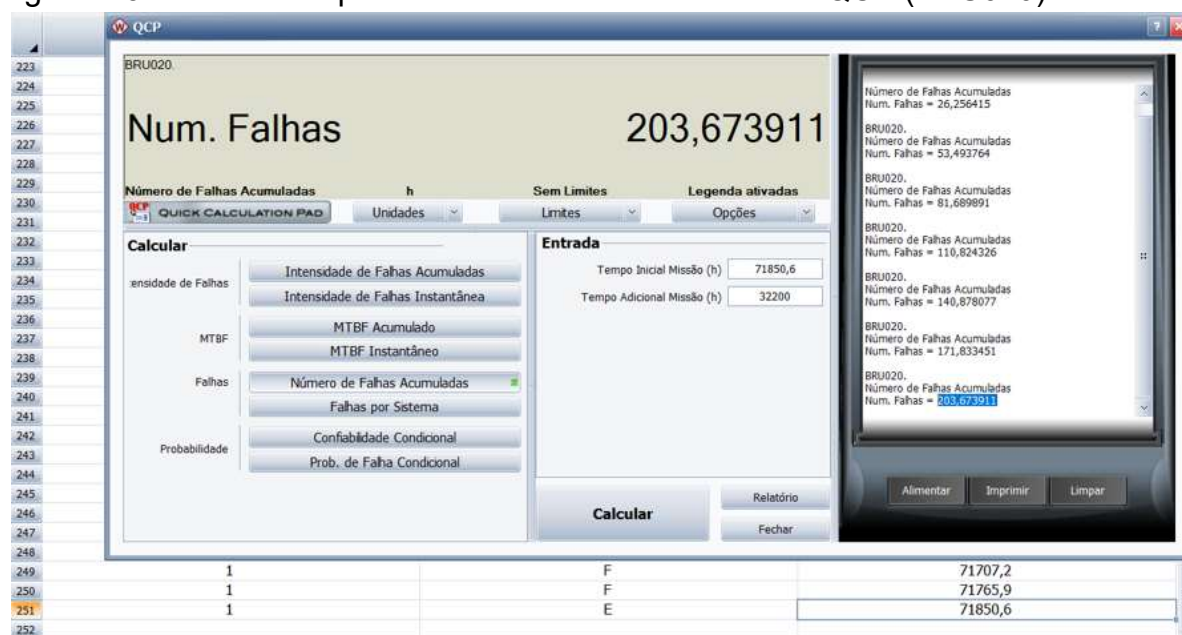 QCP
223
224
225
226
227
228
229
230
231
232
233
234
235
236
237
238
239
240
241
242
243
244
245
246
247
248
BRU020.
Num. Falhas 203,673911
Número de Falhas Acumuladas h Sem Limites Legenda ativadas
QCP QUICK CALCULATION PAD Unidades Limites Opções
Calcular
ensidade de Falhas
Intensidade de Falhas Acumuladas
Intensidade de Falhas Instantânea
MTBF
MTBF Acumulado
MTBF Instantâneo
Falhas
Número de Falhas Acumuladas
Falhas por Sistema
Probabilidade
Confiabilidade Condicional
Prob. de Falha Condicional
Entrada
Tempo Inicial Missão (h) 71850,6
Tempo Adicional Missão (h) 32200
Calcular
Relatório
Fechar
Número de Falhas Acumuladas
Num. Falhas = 26,256415
BRU020.
Número de Falhas Acumuladas
Num. Falhas = 53,493764
BRU020.
Número de Falhas Acumuladas
Num. Falhas = 81,689891
BRU020.
Número de Falhas Acumuladas
Num. Falhas = 110,824326
BRU020.
Número de Falhas Acumuladas
Num. Falhas = 140,878077
BRU020.
Número de Falhas Acumuladas
Num. Falhas = 171,833451
BRU020.
Número de Falhas Acumuladas
Num. Falhas = 203,673911
Alimentar Imprimir Limpar
249 1 F 71707,2
250 1 F 71765,9
251 1 E 71850,6
252